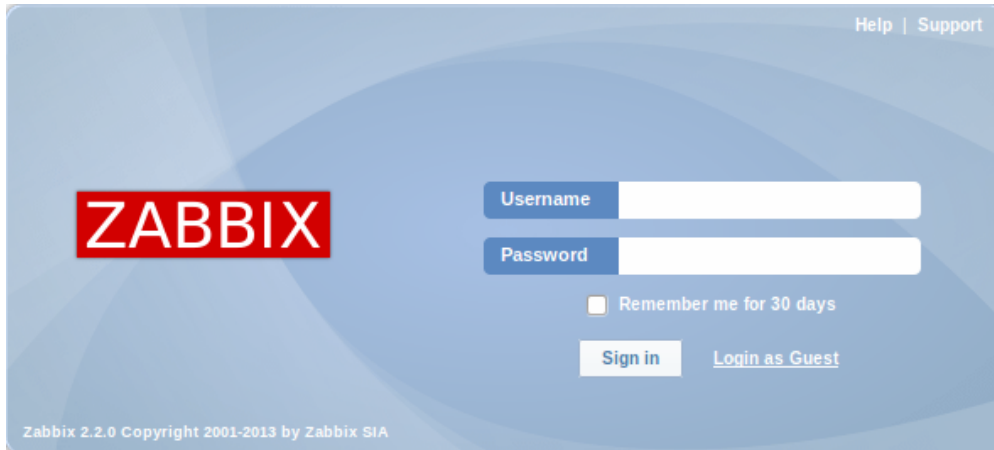 Help | Support
ZABBIX
Username
Password
Remember me for 30 days
Sign in Login as Guest
Zabbix 2.2.0 Copyright 2001-2013 by Zabbix SIA